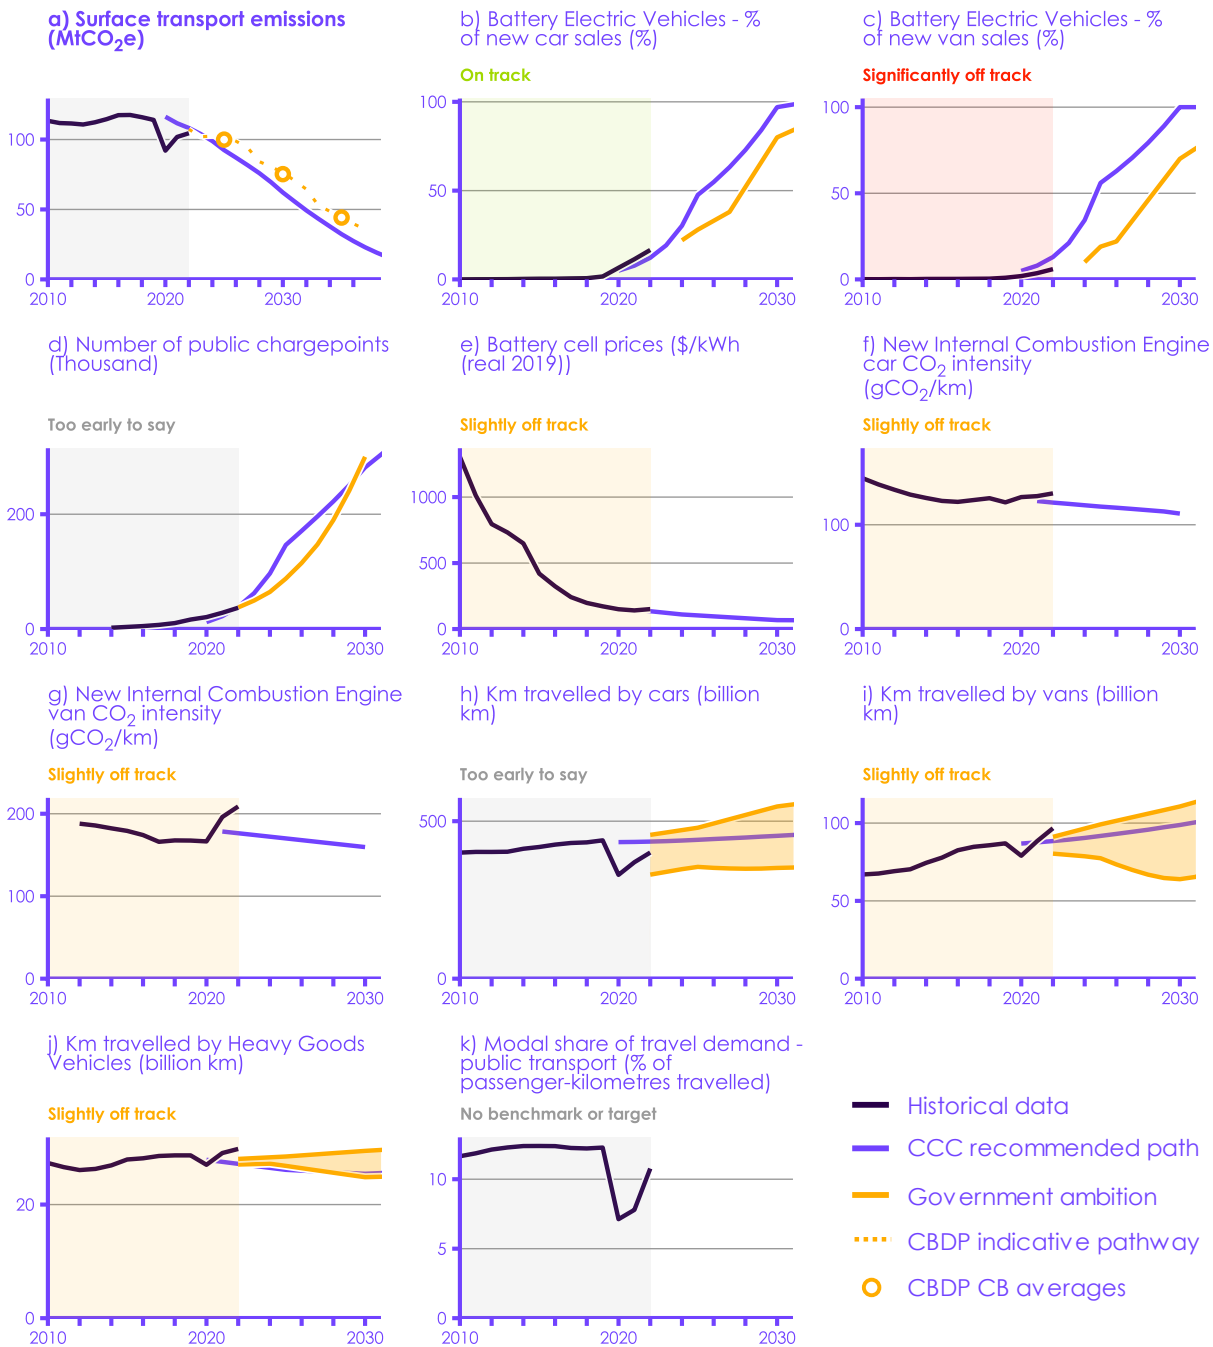 a) Surface transport emissions
(MtCO2e)
100
50
0
2010
2020
2030
b) Battery Electric Vehicles - %
of new car sales (%)
On track
100
50
0
2010
2020
2030
c) Battery Electric Vehicles - %
of new van sales (%)
Significantly off track
100
50
0
2010
2020
2030
d) Number of public chargepoints
(Thousand)
Too early to say
200
0
2010
2020
2030
e) Battery cell prices ($/kWh
(real 2019))
Slightly off track
1000
500
0
2010
2020
2030
f) New Internal Combustion Engine
car CO2 intensity
(gCO2/km)
Slightly off track
100
0
2010
2020
2030
g) New Internal Combustion Engine
van CO2 intensity
(gCO2/km)
Slightly off track
200
100
0
2010
2020
2030
h) Km travelled by cars (billion
km)
Too early to say
500
0
2010
2020
2030
i) Km travelled by vans (billion
km)
Slightly off track
100
50
0
2010
2020
2030
j) Km travelled by Heavy Goods
Vehicles (billion km)
Slightly off track
20
0
2010
2020
2030
k) Modal share of travel demand -
public transport (% of
passenger-kilometres travelled)
No benchmark or target
10
5
0
2010
2020
2030
Historical data
CCC recommended path
Government ambition
CBDP indicative pathway
CBDP CB averages